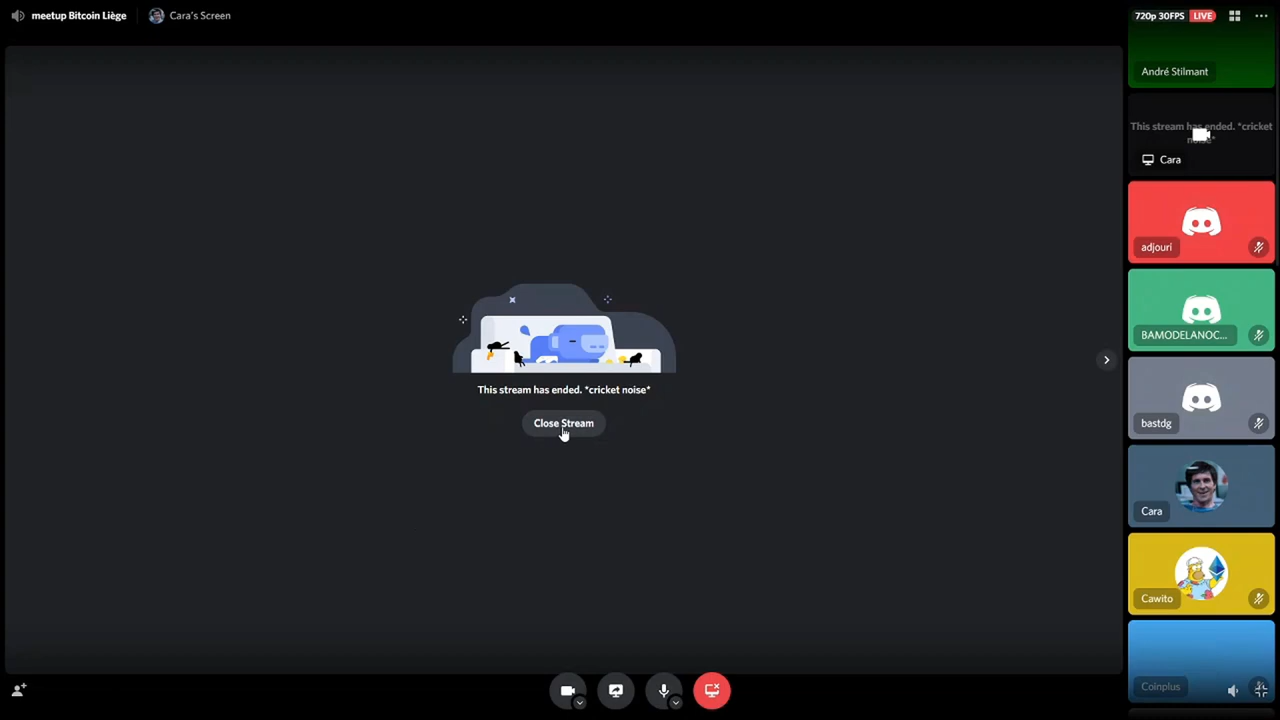 meetup Bitcoin Liège
Cara's Screen
720p 30FPS LIVE
André Stilmant
This stream has ended. *cricket
Cara
adjouri
BAMODELANOC...
bastdg
Cara
Cawito
Coinplus
This stream has ended. *cricket noise*
Close Stream